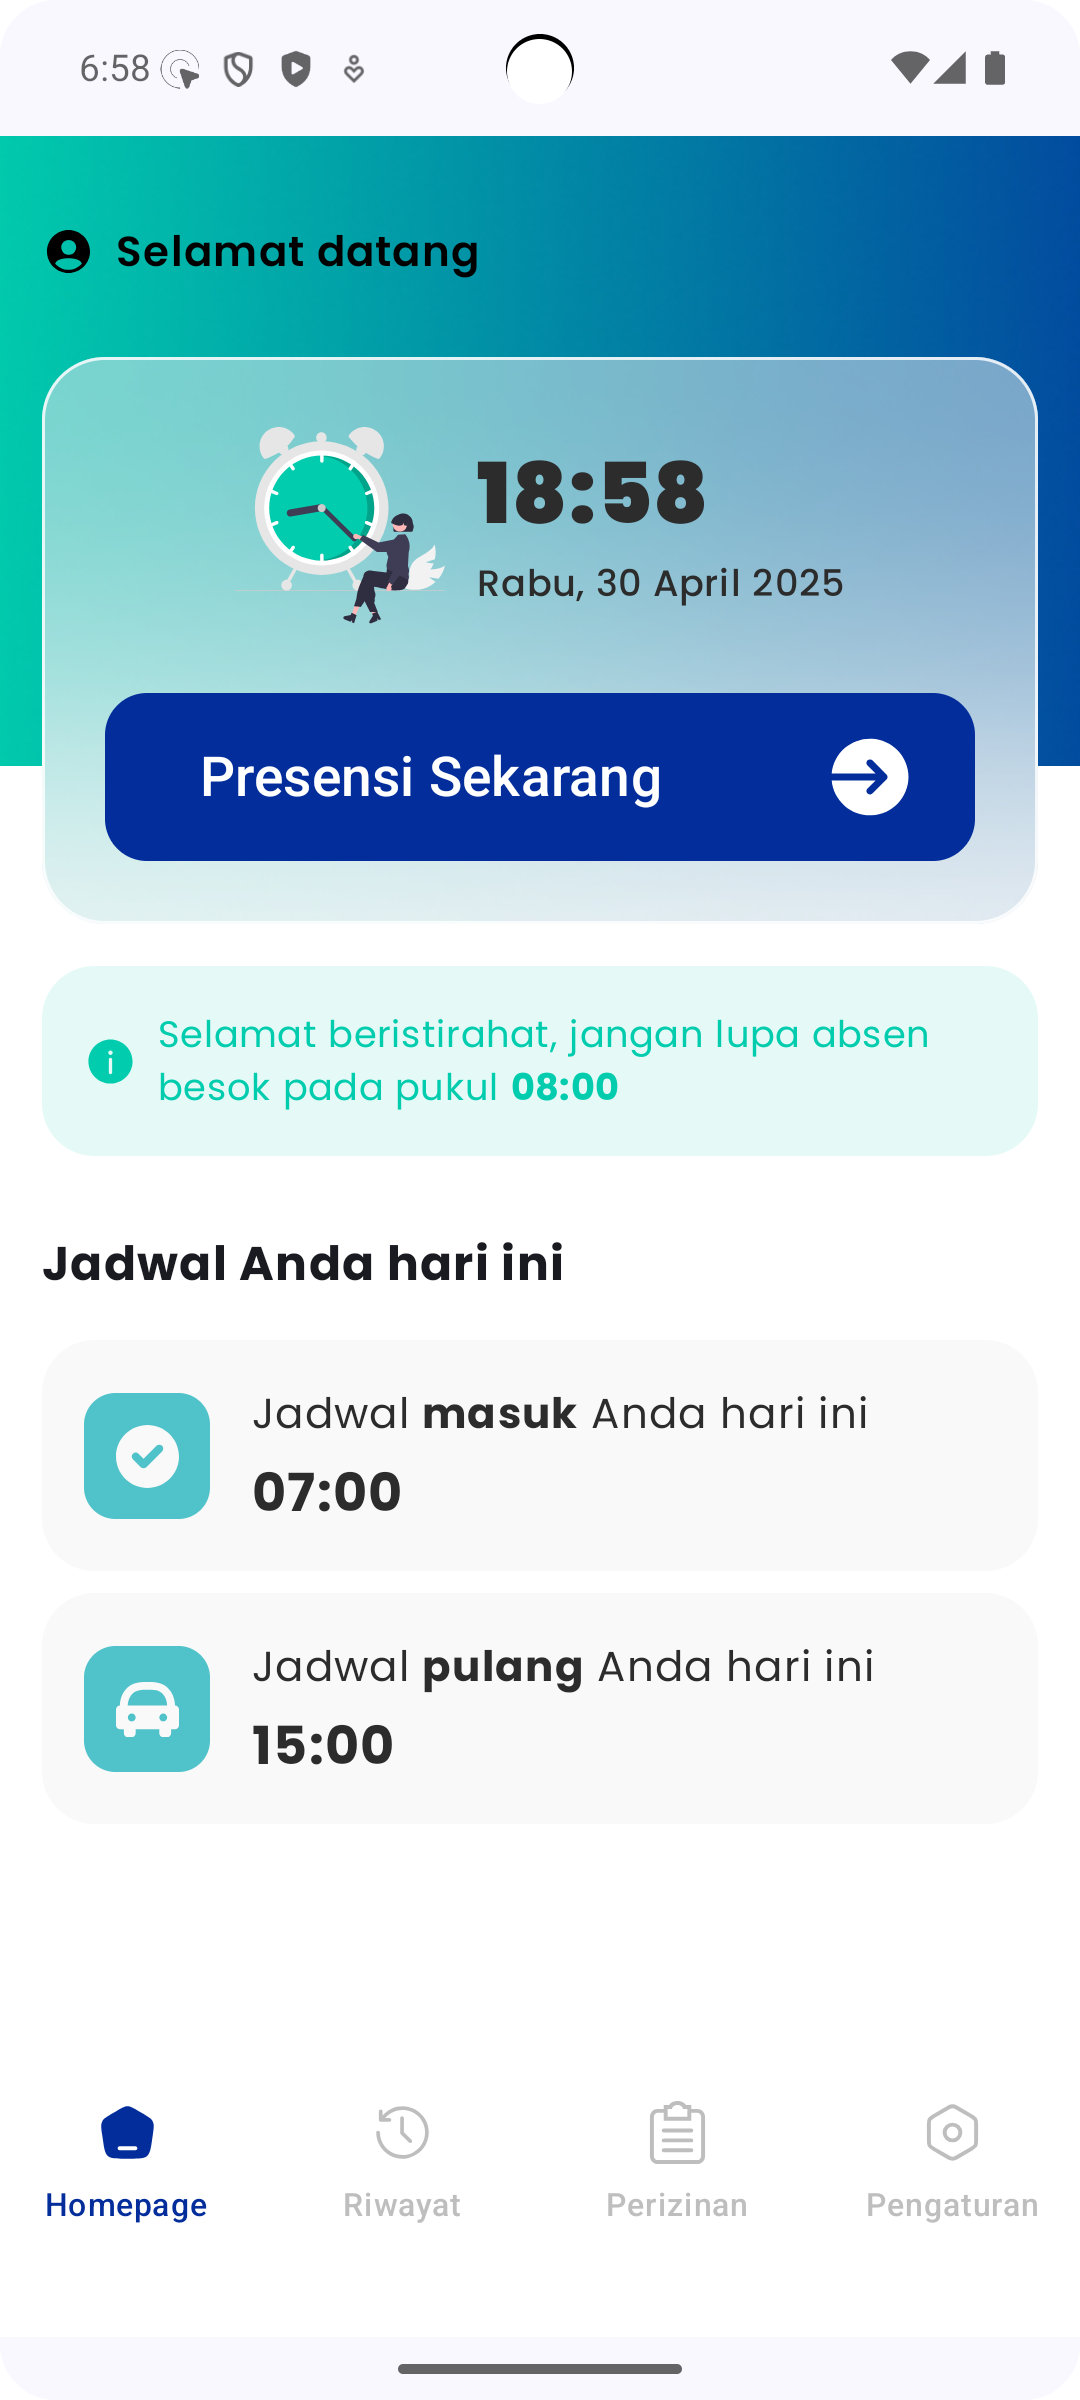 6:58
Selamat datang
18:58
Rabu, 30 April 2025
Presensi Sekarang
Selamat beristirahat, jangan lupa absen
besok pada pukul 08:00
Jadwal Anda hari ini
Jadwal masuk Anda hari ini
07:00
Jadwal pulang Anda hari ini
15:00
Homepage
Riwayat
Perizinan
Pengaturan